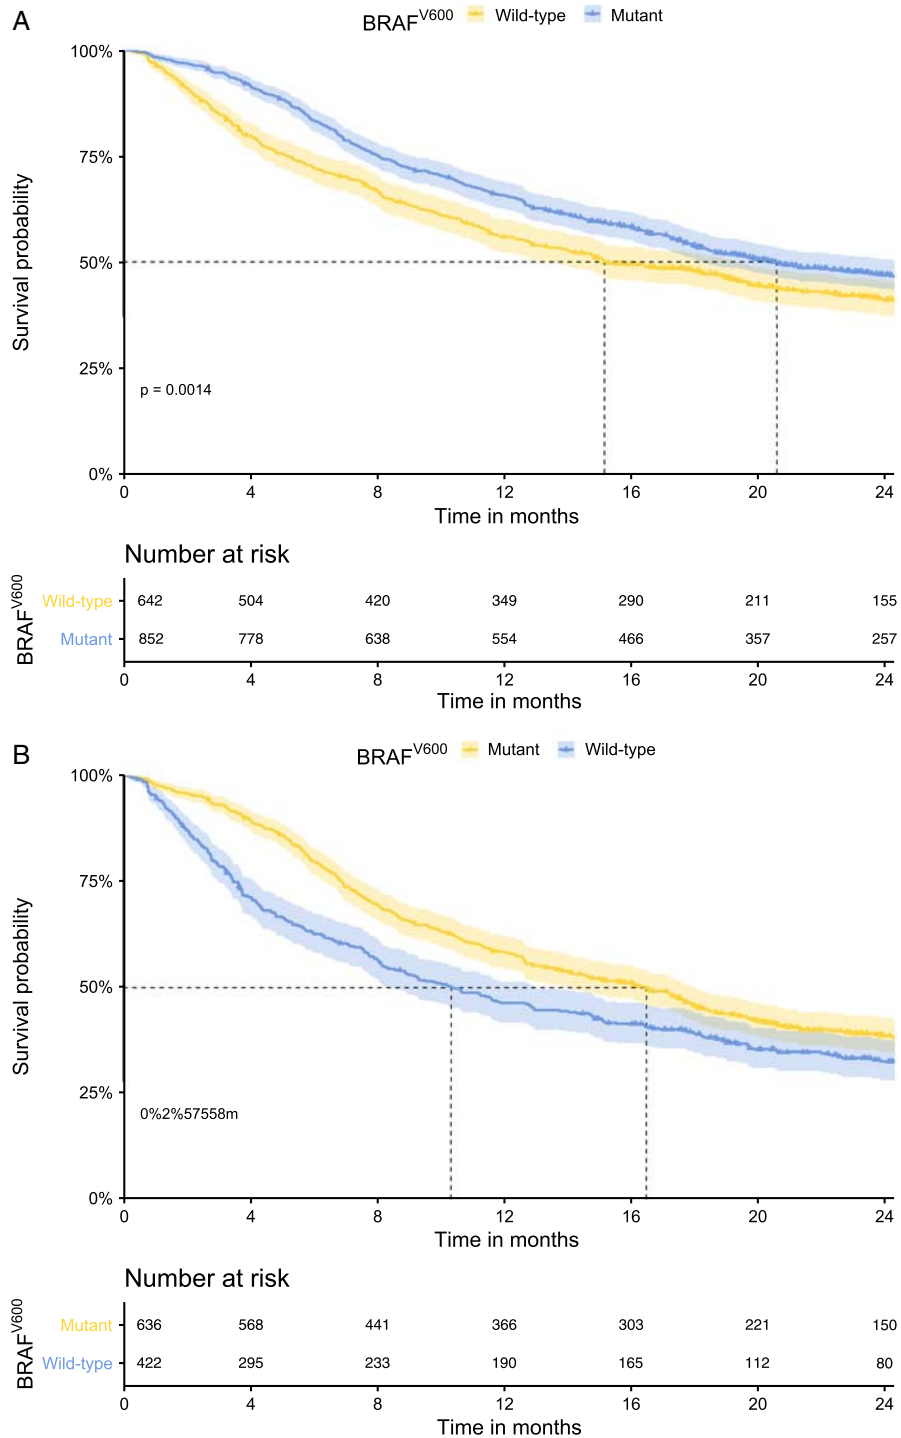 A
BRAFV600 Wild-type Mutant
100%
75%
50%
25%
0%
Survival probability
p = 0.0014
0 4 8 12 16 20 24
Time in months
Number at risk
BRAFV600
Wild-type 642 504 420 349 290 211 155
Mutant 852 778 638 554 466 357 257
0 4 8 12 16 20 24
Time in months
B
BRAFV600 Mutant Wild-type
100%
75%
50%
25%
0%
Survival probability
0%2%57558m
0 4 8 12 16 20 24
Time in months
Number at risk
BRAFV600
Mutant 636 568 441 366 303 221 150
Wild-type 422 295 233 190 165 112 80
0 4 8 12 16 20 24
Time in months